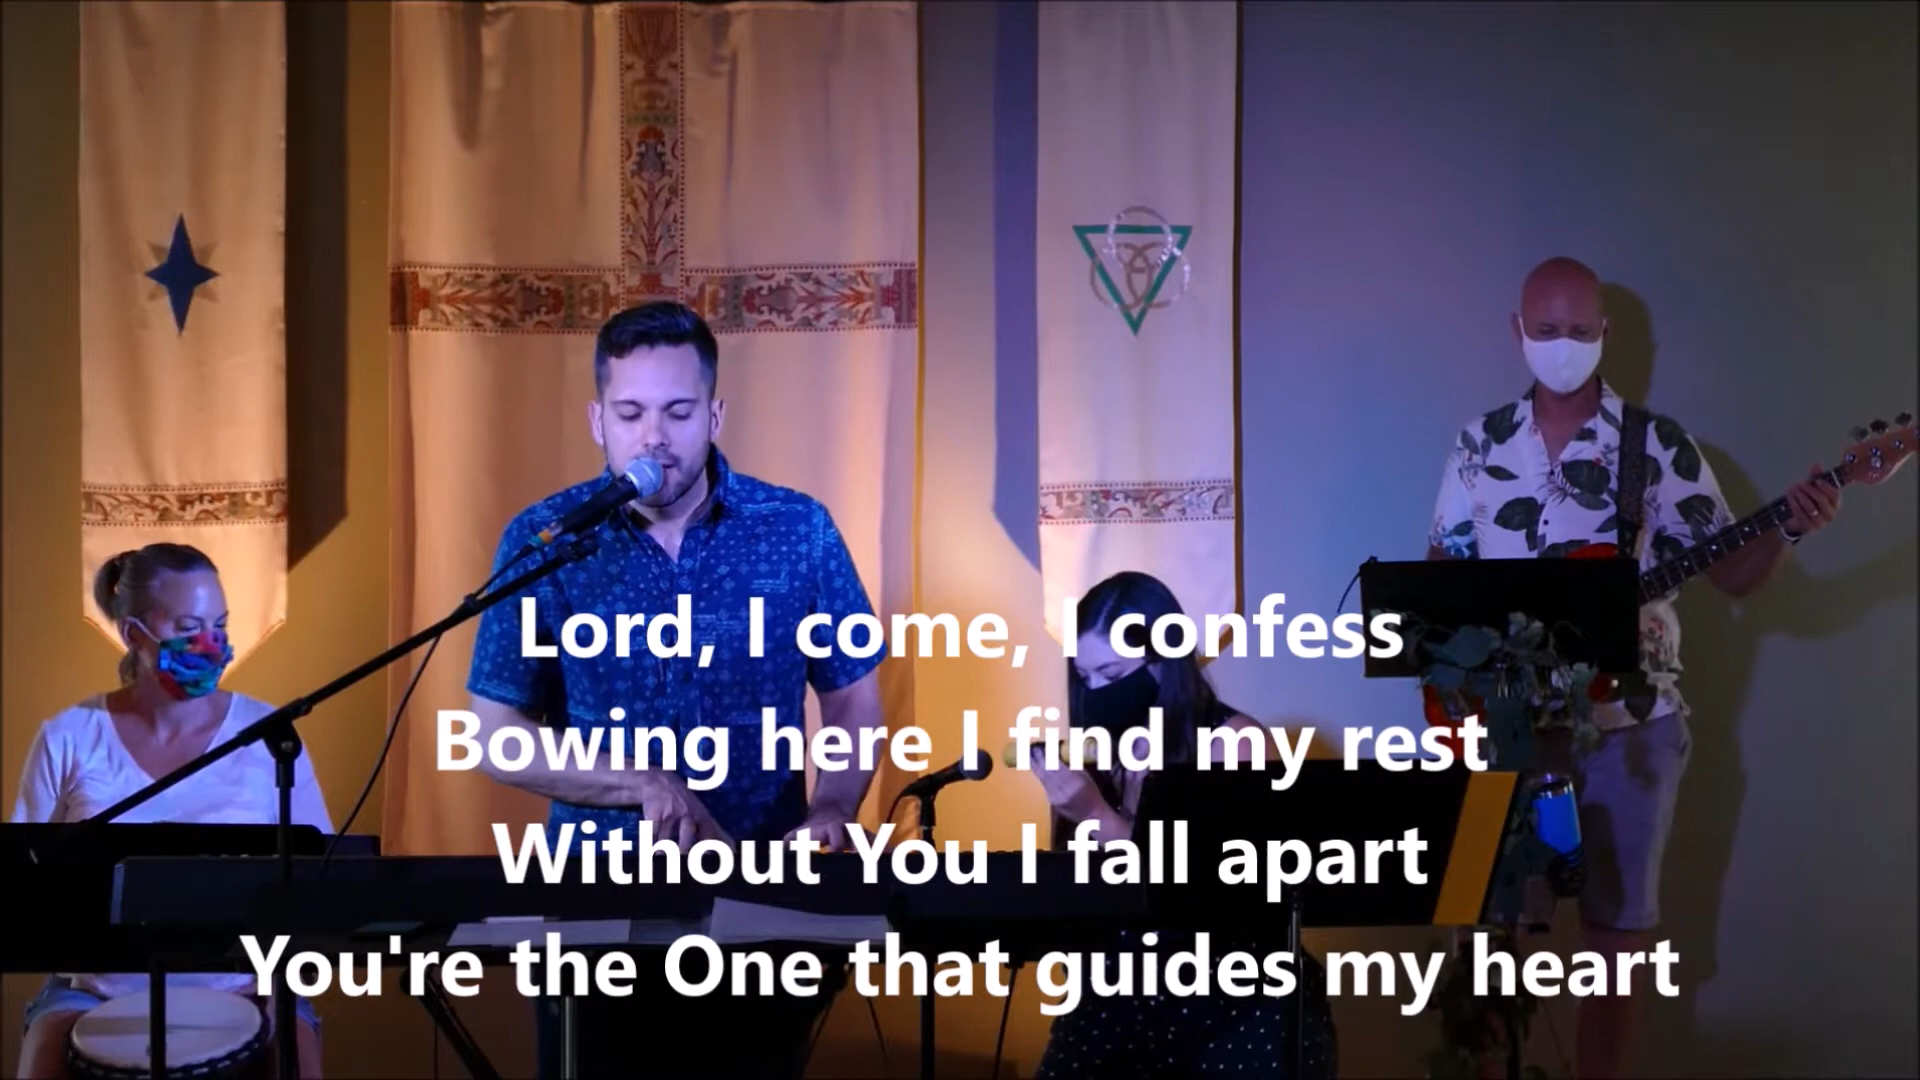 Lord, I come, I confess
Bowing here I find my rest
Without You I fall apart
You're the One that guides my heart